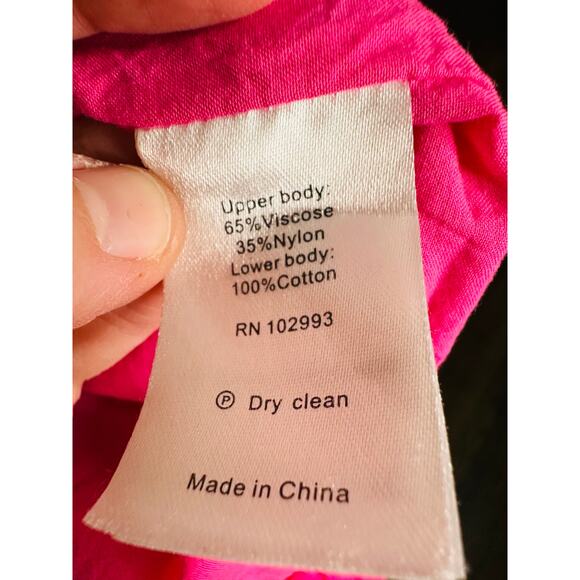 Upper body:
65%Viscose
35%Nylon
Lower body:
100%Cotton
RN 102993
Ⓟ Dry clean
Made in China